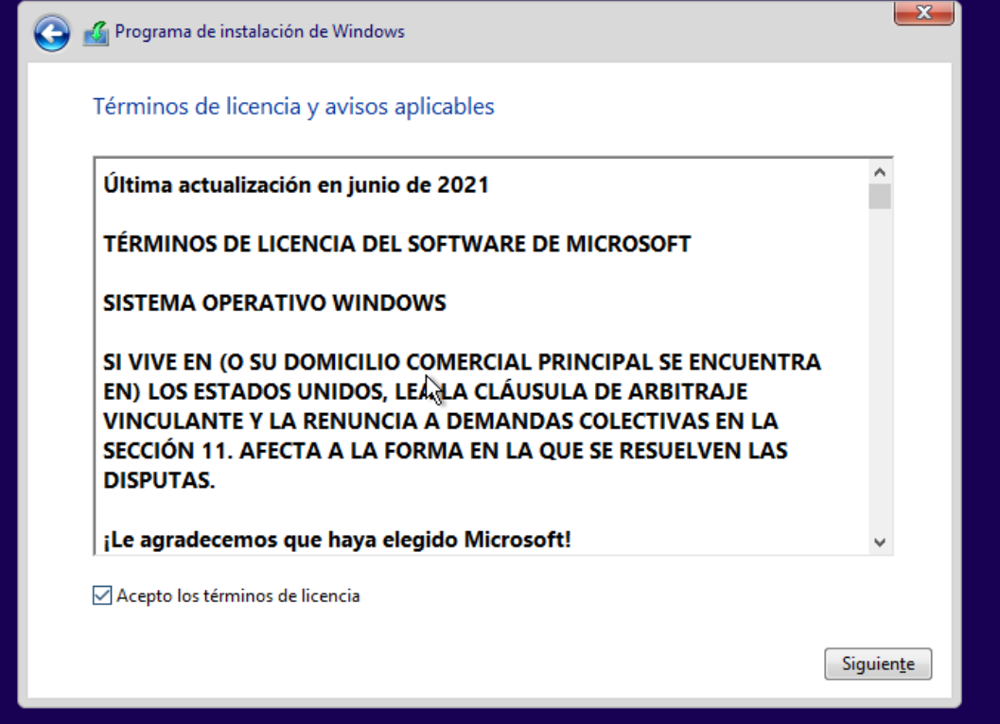 Programa de instalación de Windows
Términos de licencia y avisos aplicables
Última actualización en junio de 2021
TÉRMINOS DE LICENCIA DEL SOFTWARE DE MICROSOFT
SISTEMA OPERATIVO WINDOWS
SI VIVE EN (O SU DOMICILIO COMERCIAL PRINCIPAL SE ENCUENTRA
EN) LOS ESTADOS UNIDOS, LEA LA CLÁUSULA DE ARBITRAJE
VINCULANTE Y LA RENUNCIA A DEMANDAS COLECTIVAS EN LA
SECCIÓN 11. AFECTA A LA FORMA EN LA QUE SE RESUELVEN LAS
DISPUTAS.
¡Le agradecemos que haya elegido Microsoft!
Acepto los términos de licencia
Siguiente